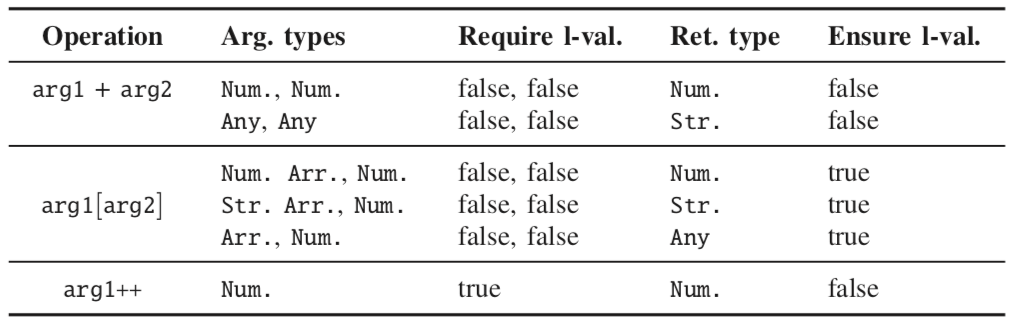 Operation Arg. types Require l-val. Ret. type Ensure l-val.
arg1 + arg2 Num., Num. false, false Num. false
Any, Any false, false Str. false
Num. Arr., Num. false, false Num. true
arg1[arg2] Str. Arr., Num. false, false Str. true
Arr., Num. false, false Any true
arg1++ Num. true Num. false